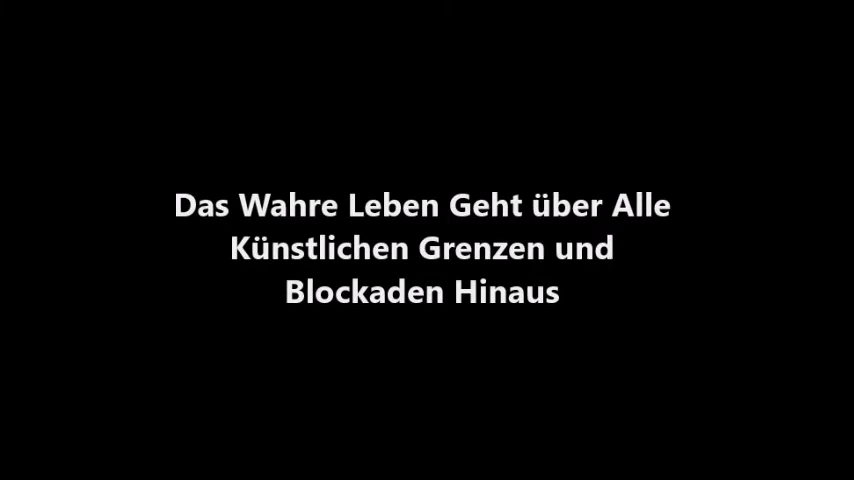 Das Wahre Leben Geht über Alle
Künstlichen Grenzen und
Blockaden Hinaus